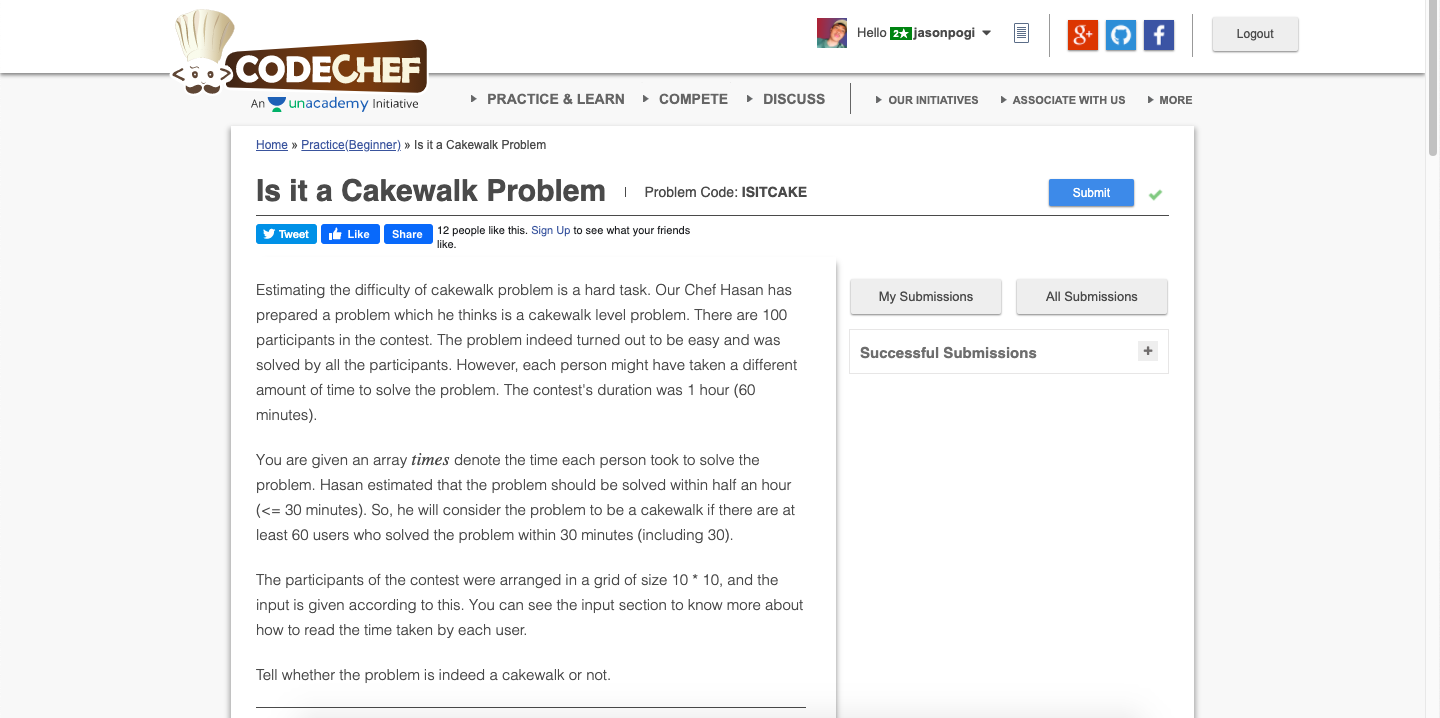 Hello 2★ jasonpogi
Logout
CODECHEF
An unacademy Initiative
PRACTICE & LEARN
COMPETE
DISCUSS
OUR INITIATIVES
ASSOCIATE WITH US
MORE
Home » Practice(Beginner) » Is it a Cakewalk Problem
Is it a Cakewalk Problem
Problem Code: ISITCAKE
Submit
Tweet
Like
Share
12 people like this. Sign Up to see what your friends
like.
Estimating the difficulty of cakewalk problem is a hard task. Our Chef Hasan has
prepared a problem which he thinks is a cakewalk level problem. There are 100
participants in the contest. The problem indeed turned out to be easy and was
solved by all the participants. However, each person might have taken a different
amount of time to solve the problem. The contest's duration was 1 hour (60
minutes).
You are given an array times denote the time each person took to solve the
problem. Hasan estimated that the problem should be solved within half an hour
(<= 30 minutes). So, he will consider the problem to be a cakewalk if there are at
least 60 users who solved the problem within 30 minutes (including 30).
The participants of the contest were arranged in a grid of size 10 * 10, and the
input is given according to this. You can see the input section to know more about
how to read the time taken by each user.
Tell whether the problem is indeed a cakewalk or not.
My Submissions
All Submissions
Successful Submissions
+